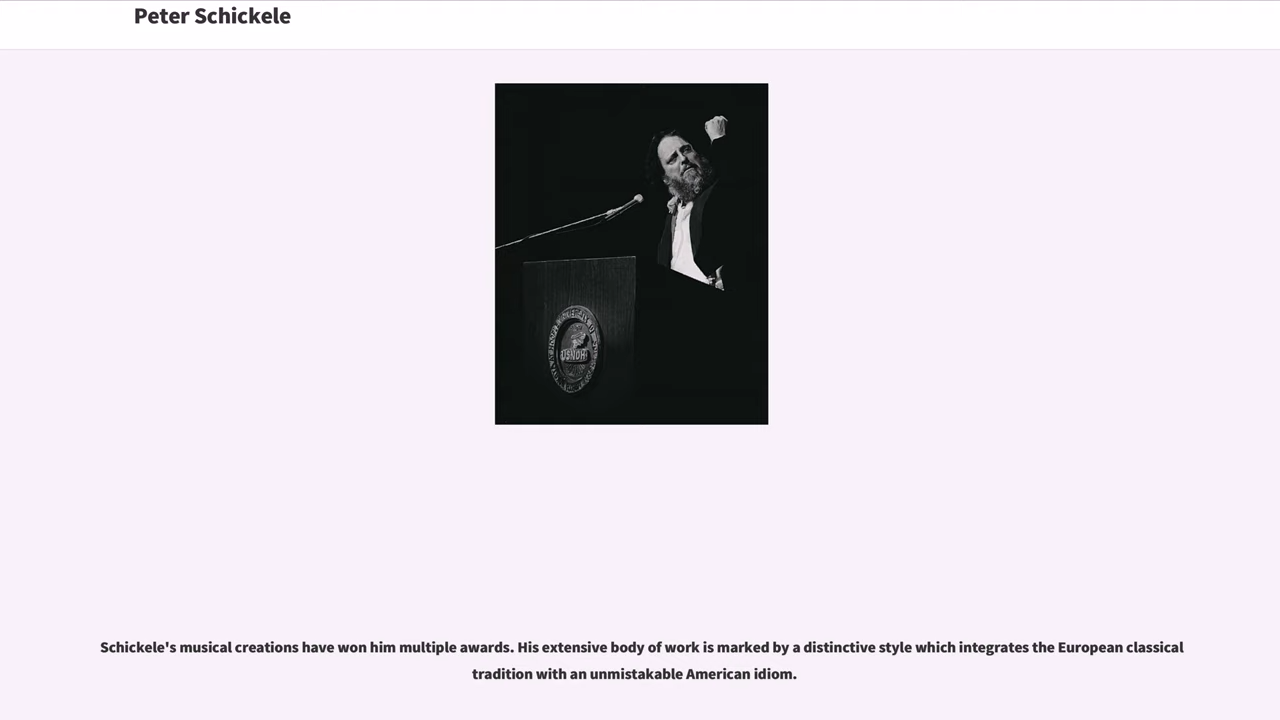 Peter Schickele
USNDH
Schickele's musical creations have won him multiple awards. His extensive body of work is marked by a distinctive style which integrates the European classical
tradition with an unmistakable American idiom.